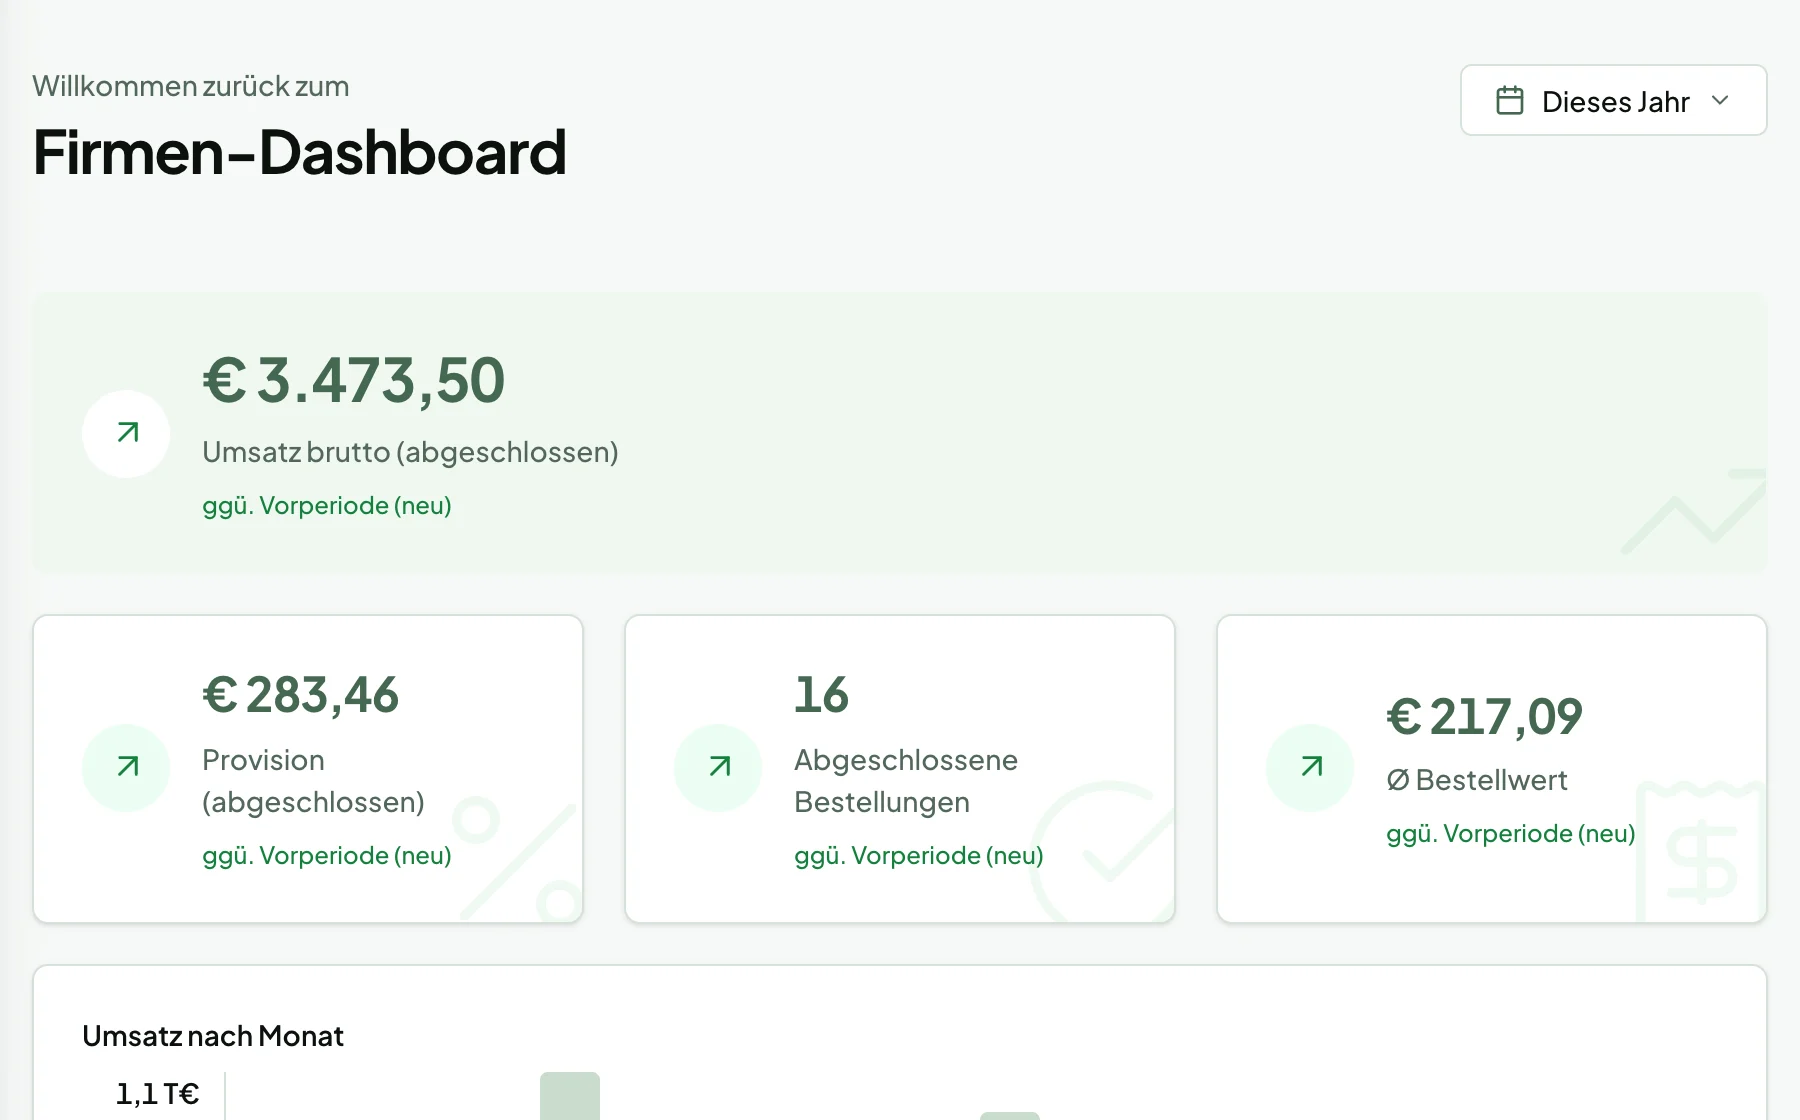 Willkommen zurück zum
Dieses Jahr
Firmen-Dashboard
€ 3.473,50
Umsatz brutto (abgeschlossen)
ggü. Vorperiode (neu)
€ 283,46
Provision
(abgeschlossen)
ggü. Vorperiode (neu)
16
Abgeschlossene
Bestellungen
ggü. Vorperiode (neu)
€ 217,09
Ø Bestellwert
ggü. Vorperiode (neu)
Umsatz nach Monat
1,1 T€